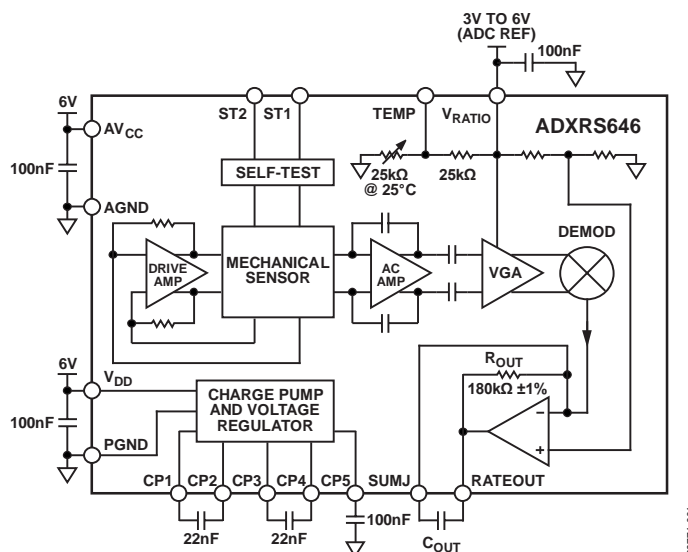 3V TO 6V
(ADC REF)
100nF
6V
ST2 ST1
TEMP
VRATIO
ADXRS646
AVCC
100nF
25kΩ
@ 25°C
25kΩ
SELF-TEST
AGND
DEMOD
DRIVE
AMP
MECHANICAL
SENSOR
AC
AMP
VGA
6V
VDD
ROUT
180kΩ ±1%
100nF
CHARGE PUMP
AND VOLTAGE
REGULATOR
–
+
PGND
CP1 CP2 CP3 CP4 CP5 SUMJ RATEOUT
22nF
22nF
100nF
COUT